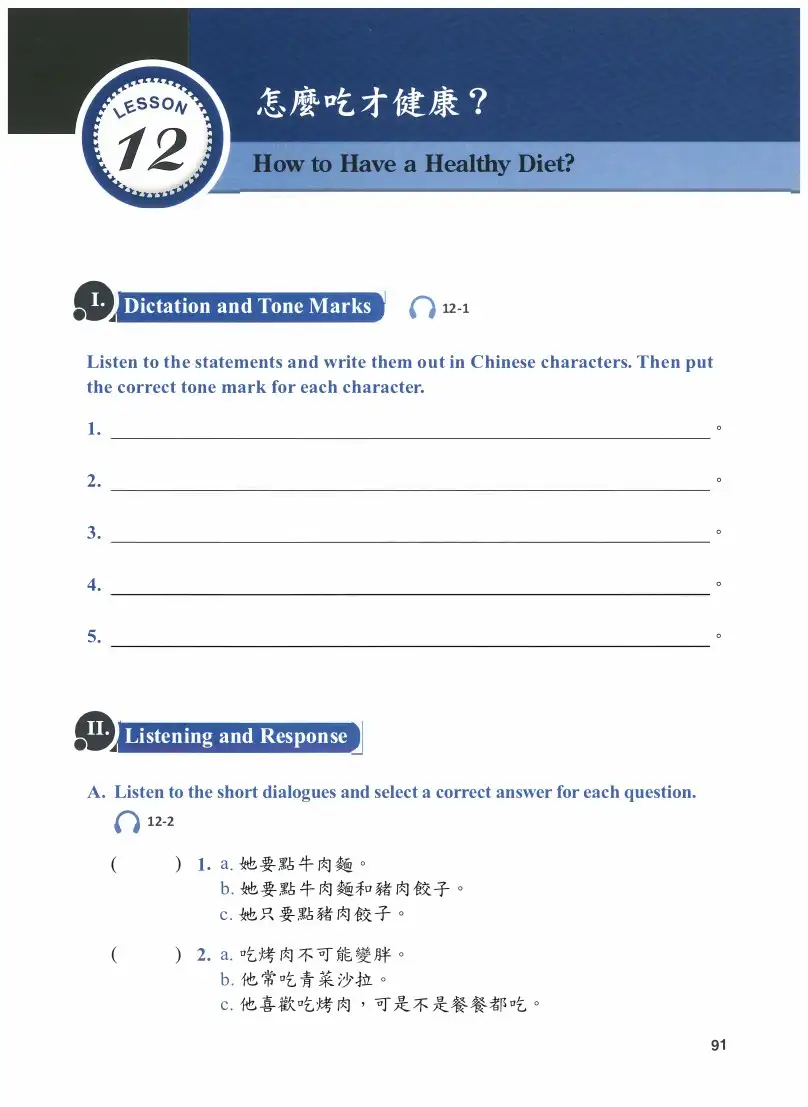 LESSON
12
怎麼吃才健康？
How to Have a Healthy Diet?
I. Dictation and Tone Marks 12-1
Listen to the statements and write them out in Chinese characters. Then put
the correct tone mark for each character.
1. 。
2. 。
3. 。
4. 。
5. 。
II. Listening and Response
A. Listen to the short dialogues and select a correct answer for each question.
12-2
( ) 1. a. 她要點牛肉麵。
b. 她要點牛肉麵和豬肉餃子。
c. 她只要點豬肉餃子。
( ) 2. a. 吃烤肉不可能變胖。
b. 他常吃青菜沙拉。
c. 他喜歡吃烤肉，可是不是餐餐都吃。
91